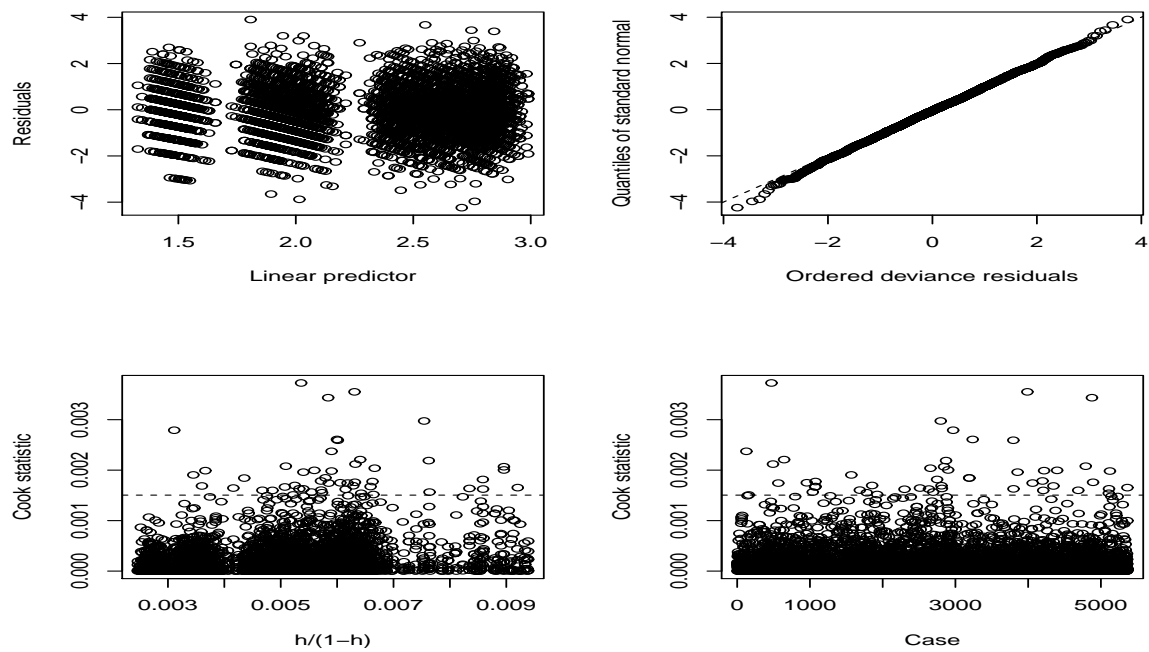 Residuals
4
2
0
−2
−4
1.5 2.0 2.5 3.0
Linear predictor
Quantiles of standard normal
4
2
0
−2
−4
−4 −2 0 2 4
Ordered deviance residuals
Cook statistic
0.003
0.002
0.001
0.000
0.003 0.005 0.007 0.009
h/(1−h)
Cook statistic
0.003
0.002
0.001
0.000
0 1000 3000 5000
Case